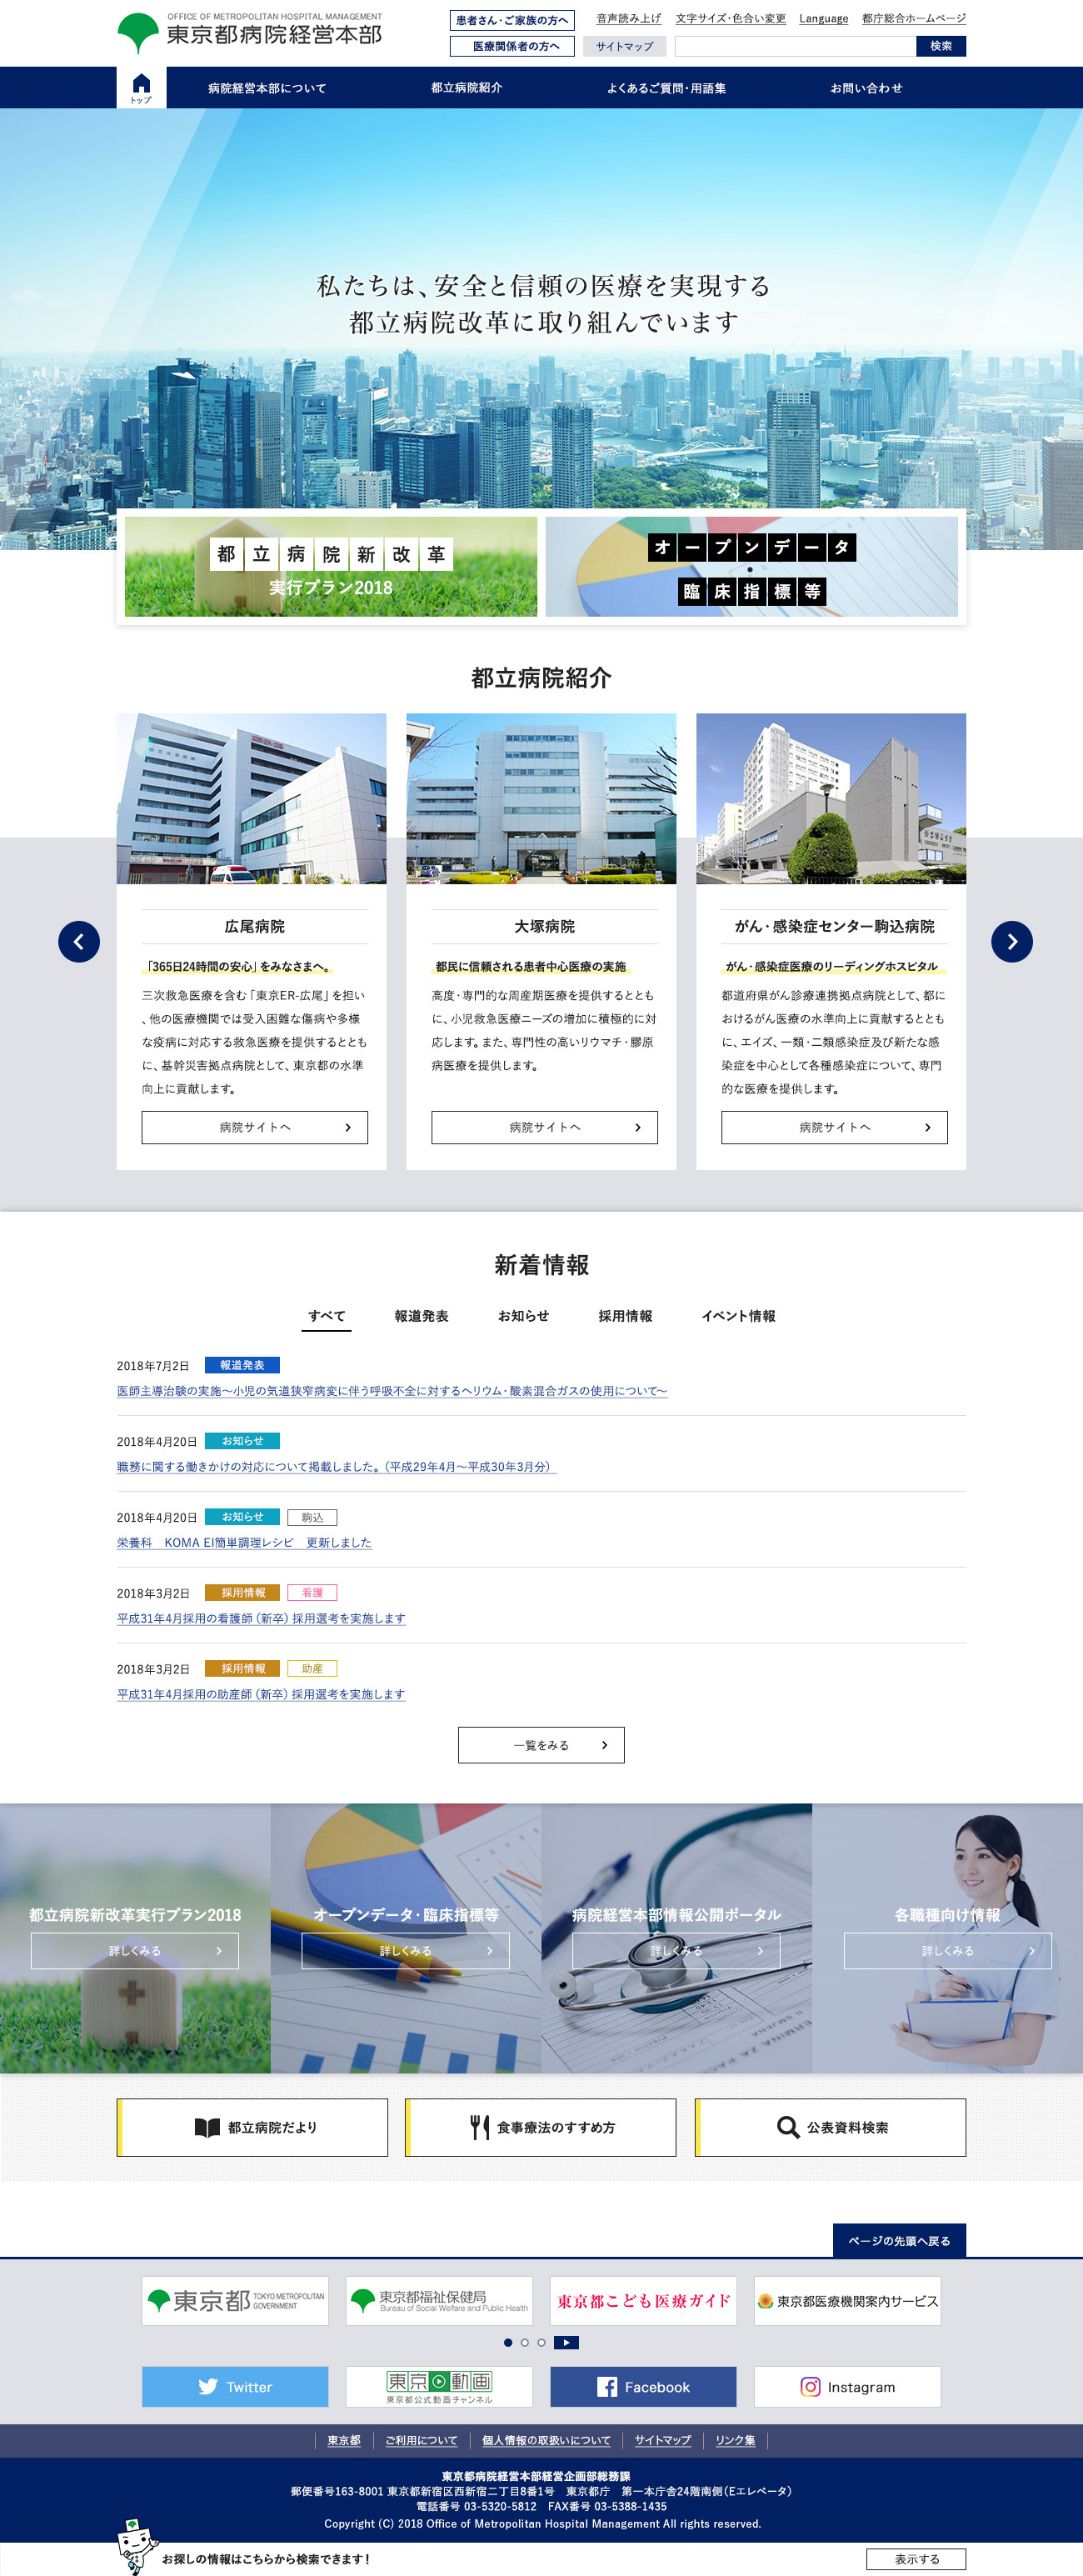 OFFICE OF METROPOLITAN HOSPITAL MANAGEMENT
東京都病院経営本部
患者さん・ご家族の方へ
音声読み上げ
文字サイズ・色合い変更
Language
都庁総合ホームページ
医療関係者の方へ
サイトマップ
検索
トップ
病院経営本部について
都立病院紹介
よくあるご質問・用語集
お問い合わせ
私たちは、安全と信頼の医療を実現する
都立病院改革に取り組んでいます
都立病院新改革
実行プラン2018
オープンデータ
・
臨床指標等
都立病院紹介
広尾病院
「365日24時間の安心」をみなさまへ。
三次救急医療を含む「東京ER-広尾」を担い
、他の医療機関では受入困難な傷病や多様
な疫病に対応する救急医療を提供するととも
に、基幹災害拠点病院として、東京都の水準
向上に貢献します。
病院サイトへ
大塚病院
都民に信頼される患者中心医療の実施
高度・専門的な周産期医療を提供するととも
に、小児救急医療ニーズの増加に積極的に対
応します。また、専門性の高いリウマチ・膠原
病医療を提供します。
病院サイトへ
がん・感染症センター駒込病院
がん・感染症医療のリーディングホスピタル
都道府県がん診療連携拠点病院として、都に
おけるがん医療の水準向上に貢献するととも
に、エイズ、一類・二類感染症及び新たな感
染症を中心として各種感染症について、専門
的な医療を提供します。
病院サイトへ
新着情報
すべて
報道発表
お知らせ
採用情報
イベント情報
2018年7月2日 報道発表
医師主導治験の実施～小児の気道狭窄病変に伴う呼吸不全に対するヘリウム・酸素混合ガスの使用について～
2018年4月20日 お知らせ
職務に関する働きかけの対応について掲載しました。（平成29年4月～平成30年3月分）
2018年4月20日 お知らせ 駒込
栄養科　KOMA EI簡単調理レシピ　更新しました
2018年3月2日 採用情報 看護
平成31年4月採用の看護師（新卒）採用選考を実施します
2018年3月2日 採用情報 助産
平成31年4月採用の助産師（新卒）採用選考を実施します
一覧をみる
都立病院新改革実行プラン2018
詳しくみる
オープンデータ・臨床指標等
詳しくみる
病院経営本部情報公開ポータル
詳しくみる
各職種向け情報
詳しくみる
都立病院だより
食事療法のすすめ方
公表資料検索
ページの先頭へ戻る
東京都 TOKYO METROPOLITAN GOVERNMENT
東京都福祉保健局
Bureau of Social Welfare and Public Health
東京都こども医療ガイド
東京都医療機関案内サービス
Twitter
東京動画
東京都公式動画チャンネル
Facebook
Instagram
東京都
ご利用について
個人情報の取扱いについて
サイトマップ
リンク集
東京都病院経営本部経営企画部総務課
郵便番号163-8001 東京都新宿区西新宿二丁目8番1号　東京都庁　第一本庁舎24階南側（Eエレベータ）
電話番号 03-5320-5812　FAX番号 03-5388-1435
Copyright (C) 2018 Office of Metropolitan Hospital Management All rights reserved.
お探しの情報はこちらから検索できます！
表示する